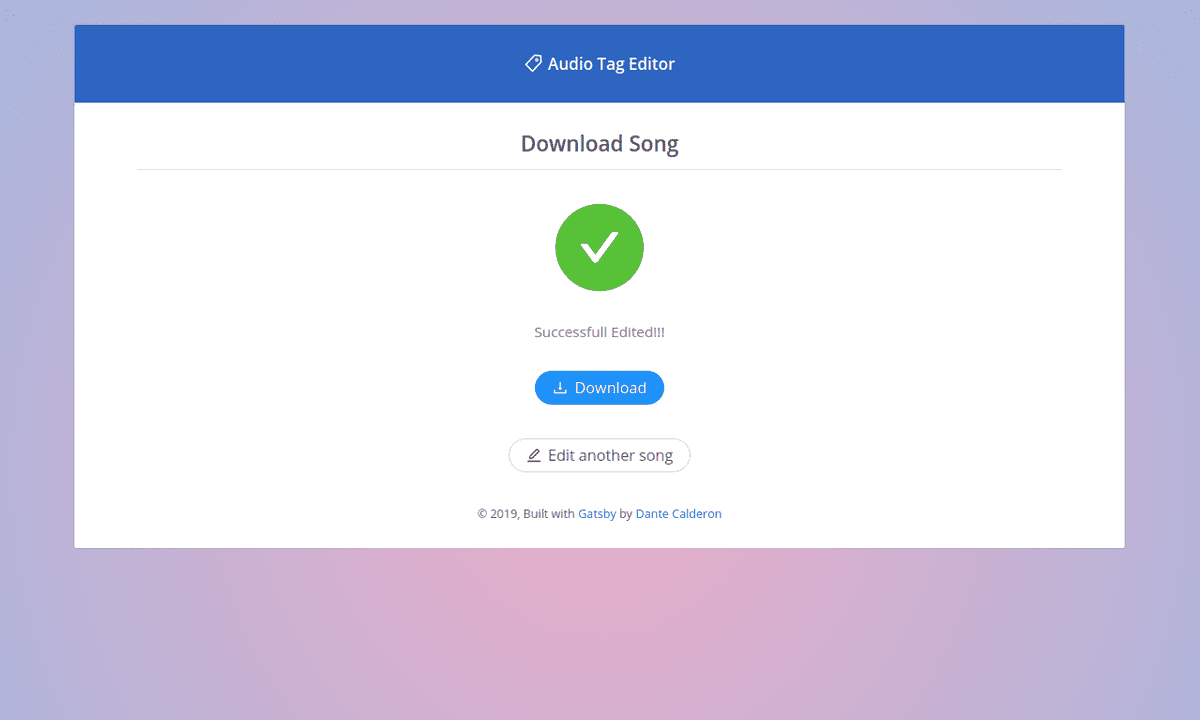 Audio Tag Editor
Download Song
Successfull Edited!!!
Download
Edit another song
© 2019, Built with Gatsby by Dante Calderon